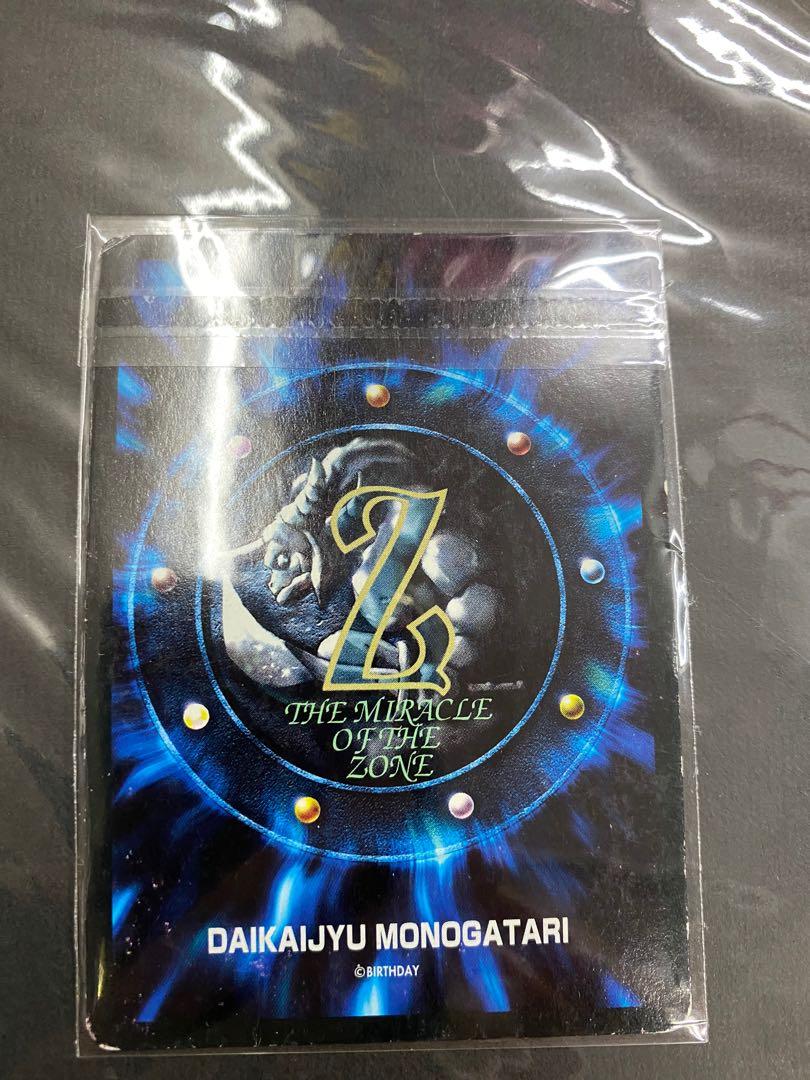 Z
THE MIRACLE
OF THE
ZONE
DAIKAIJYU MONOGATARI
©BIRTHDAY